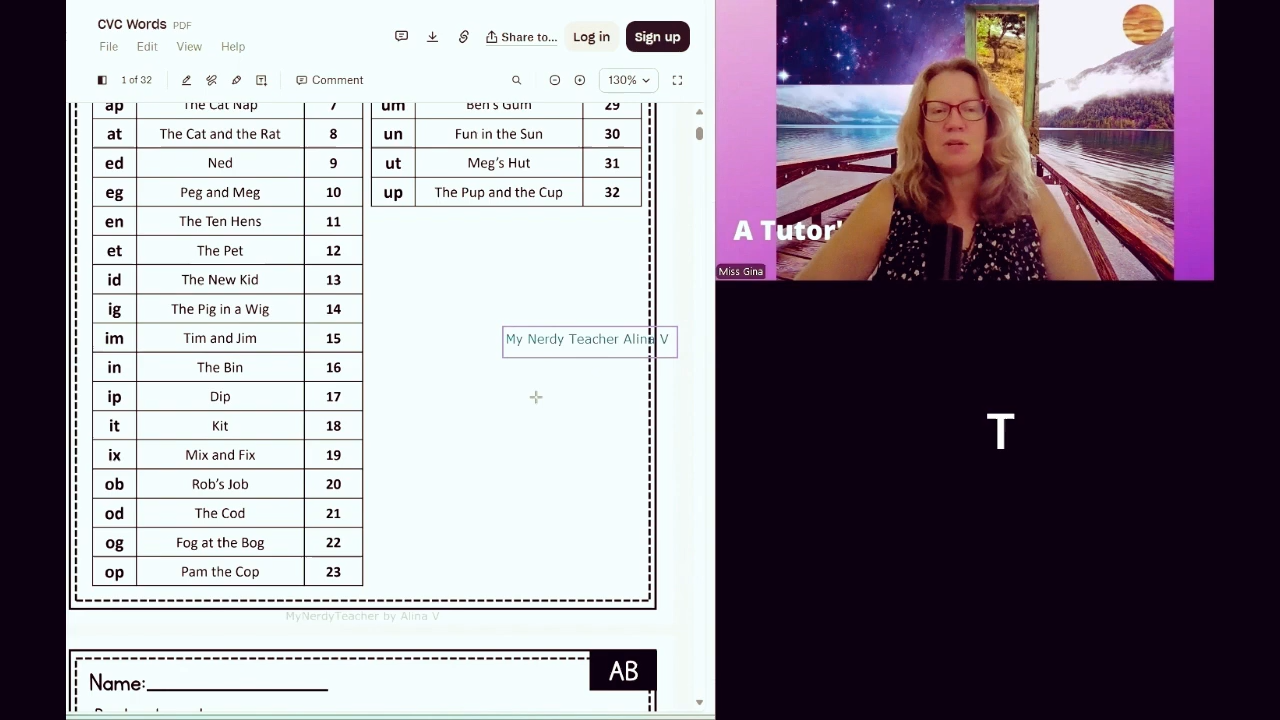 CVC Words PDF
File Edit View Help
Share to... Log in Sign up
1 of 32 Comment 130%
ap The Cat Nap 7
at The Cat and the Rat 8
ed Ned 9
eg Peg and Meg 10
en The Ten Hens 11
et The Pet 12
id The New Kid 13
ig The Pig in a Wig 14
im Tim and Jim 15
in The Bin 16
ip Dip 17
it Kit 18
ix Mix and Fix 19
ob Rob's Job 20
od The Cod 21
og Fog at the Bog 22
op Pam the Cop 23
um Ben's Gum 29
un Fun in the Sun 30
ut Meg's Hut 31
up The Pup and the Cup 32
My Nerdy Teacher Alina V
MyNerdyTeacher by Alina V
AB
Name:
A Tutor'
Miss Gina
T